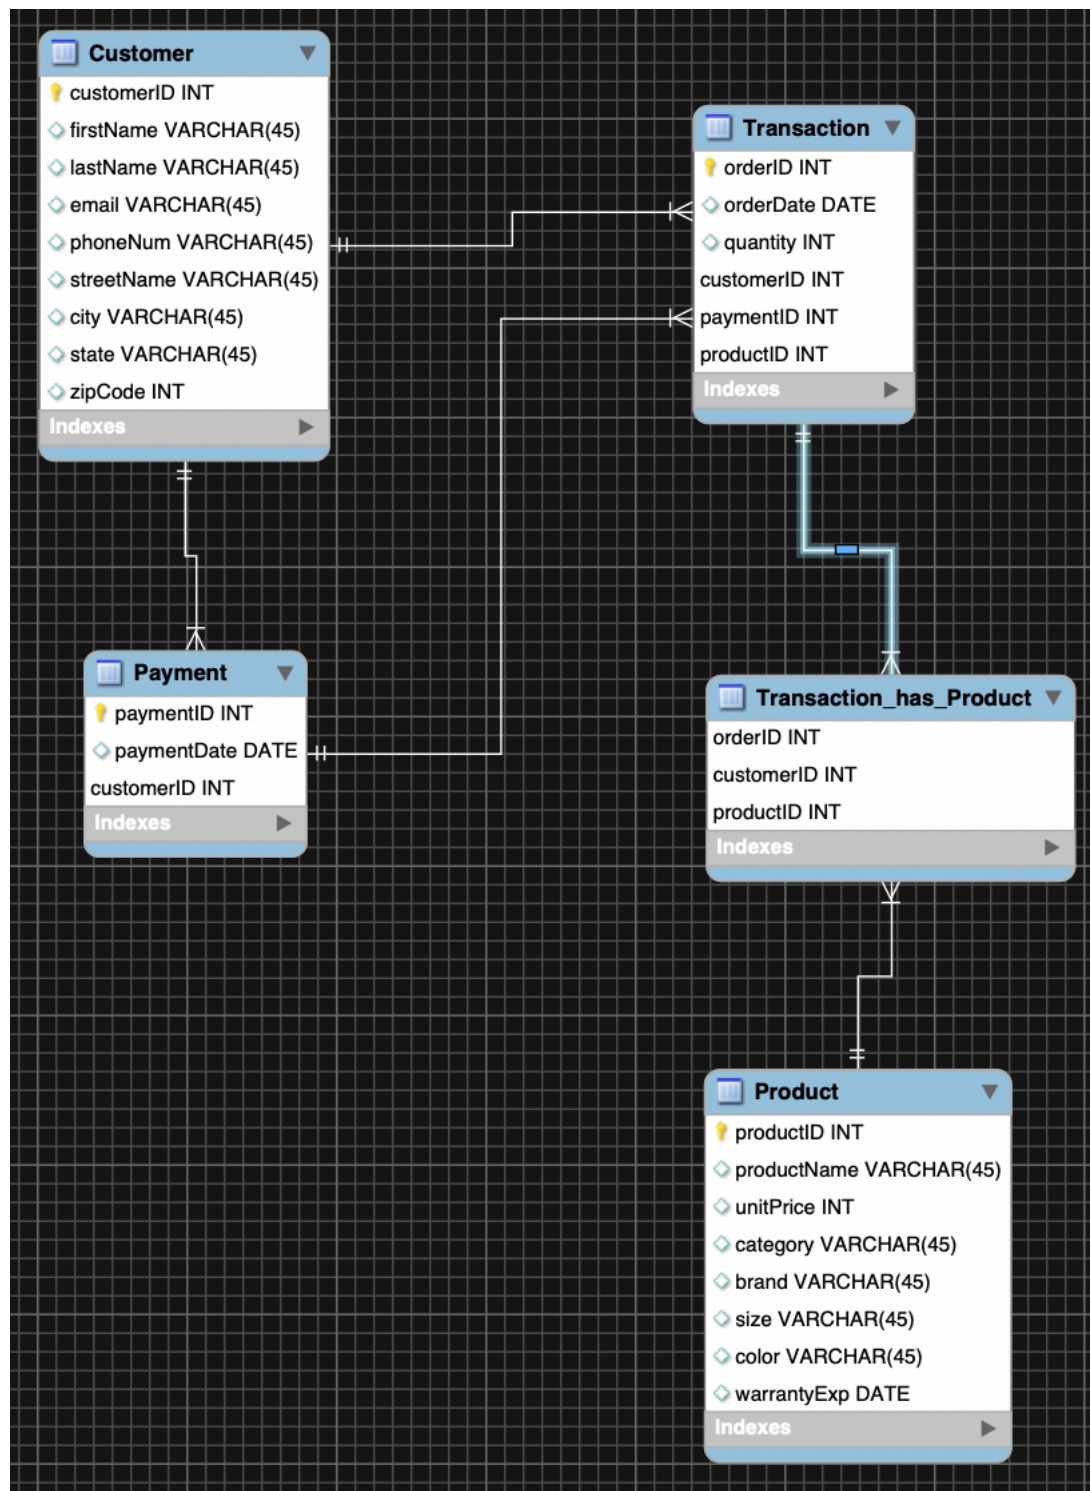 Customer
customerID INT
firstName VARCHAR(45)
lastName VARCHAR(45)
email VARCHAR(45)
phoneNum VARCHAR(45)
streetName VARCHAR(45)
city VARCHAR(45)
state VARCHAR(45)
zipCode INT
Indexes
Transaction
orderID INT
orderDate DATE
quantity INT
customerID INT
paymentID INT
productID INT
Indexes
Payment
paymentID INT
paymentDate DATE
customerID INT
Indexes
Transaction_has_Product
orderID INT
customerID INT
productID INT
Indexes
Product
productID INT
productName VARCHAR(45)
unitPrice INT
category VARCHAR(45)
brand VARCHAR(45)
size VARCHAR(45)
color VARCHAR(45)
warrantyExp DATE
Indexes